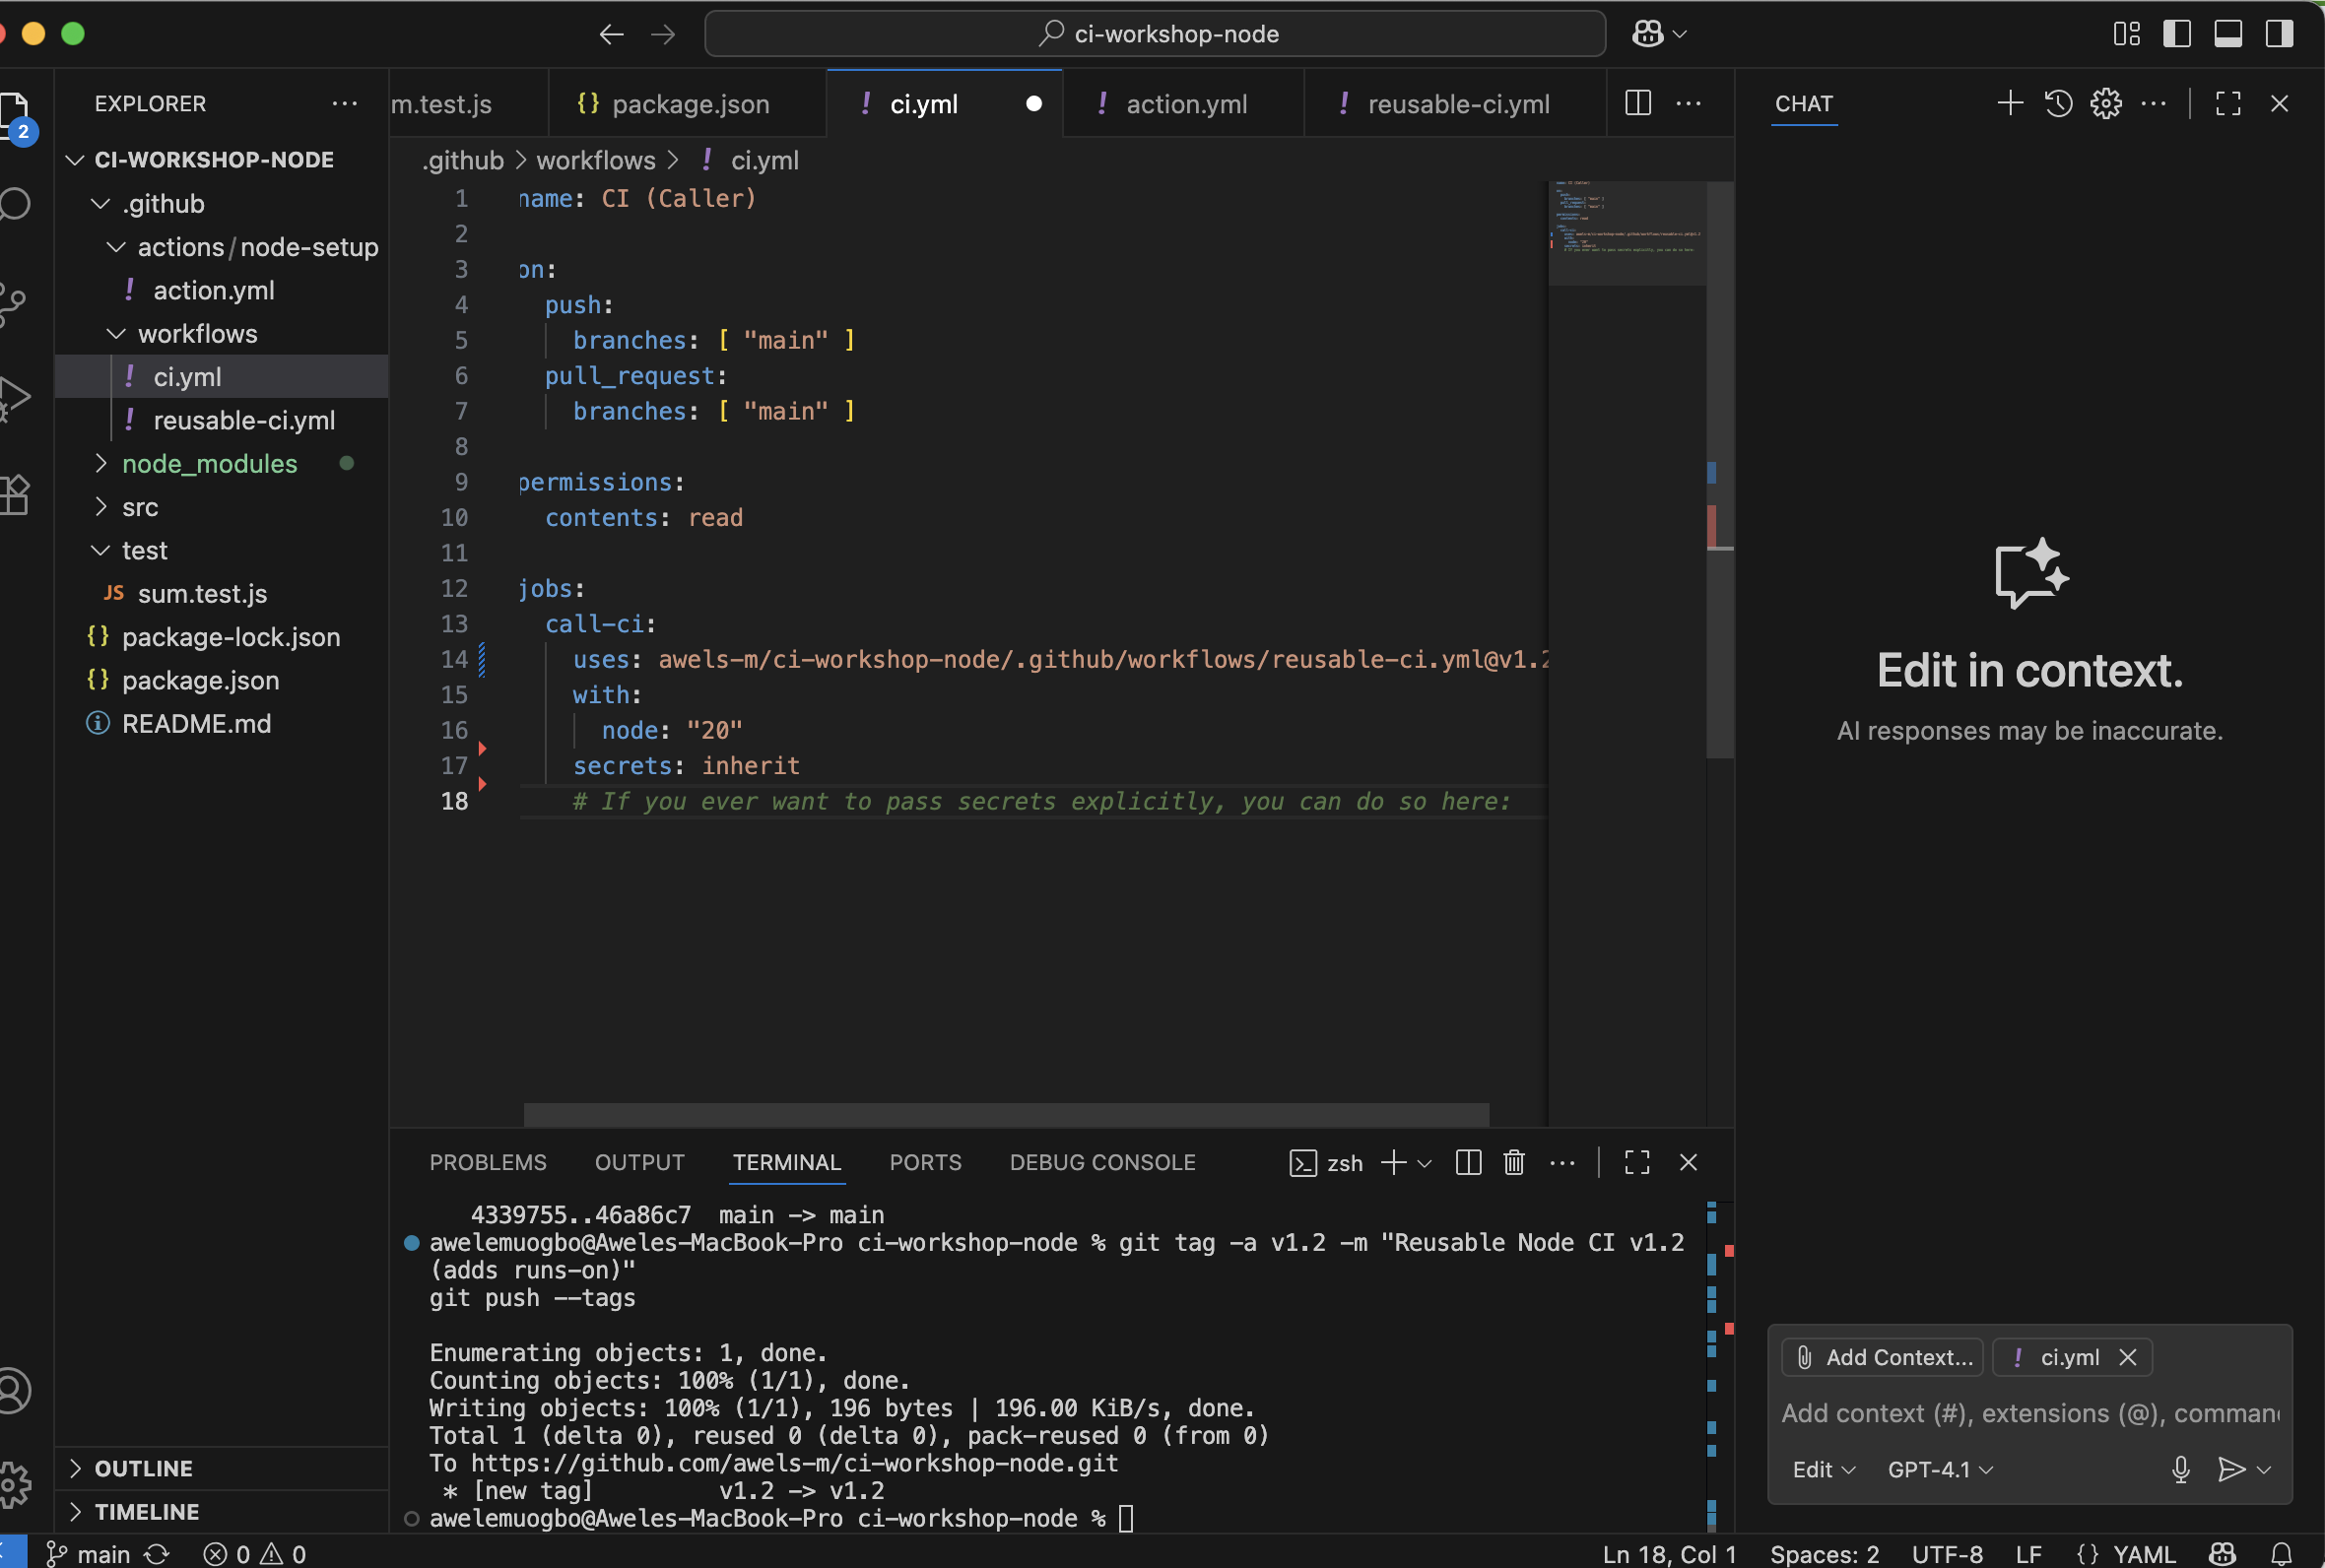 ci-workshop-node
2
EXPLORER
CI-WORKSHOP-NODE
.github
actions/node-setup
! action.yml
workflows
! ci.yml
! reusable-ci.yml
node_modules
src
test
JS sum.test.js
{} package-lock.json
{} package.json
README.md
OUTLINE
TIMELINE
m.test.js
{} package.json
! ci.yml
! action.yml
! reusable-ci.yml
.github > workflows > ! ci.yml
1 name: CI (Caller)
2
3 on:
4 push:
5 branches: [ "main" ]
6 pull_request:
7 branches: [ "main" ]
8
9 permissions:
10 contents: read
11
12 jobs:
13 call-ci:
14 uses: awels-m/ci-workshop-node/.github/workflows/reusable-ci.yml@v1.2
15 with:
16 node: "20"
17 secrets: inherit
18 # If you ever want to pass secrets explicitly, you can do so here:
PROBLEMS OUTPUT TERMINAL PORTS DEBUG CONSOLE
zsh
4339755..46a86c7 main -> main
awelemuogbo@Aweles-MacBook-Pro ci-workshop-node % git tag -a v1.2 -m "Reusable Node CI v1.2
(adds runs-on)"
git push --tags
Enumerating objects: 1, done.
Counting objects: 100% (1/1), done.
Writing objects: 100% (1/1), 196 bytes | 196.00 KiB/s, done.
Total 1 (delta 0), reused 0 (delta 0), pack-reused 0 (from 0)
To https://github.com/awels-m/ci-workshop-node.git
* [new tag] v1.2 -> v1.2
awelemuogbo@Aweles-MacBook-Pro ci-workshop-node %
CHAT
Edit in context.
AI responses may be inaccurate.
Add Context...
! ci.yml
Add context (#), extensions (@), comman
Edit
GPT-4.1
main
0 0
Ln 18, Col 1
Spaces: 2
UTF-8
LF
{} YAML